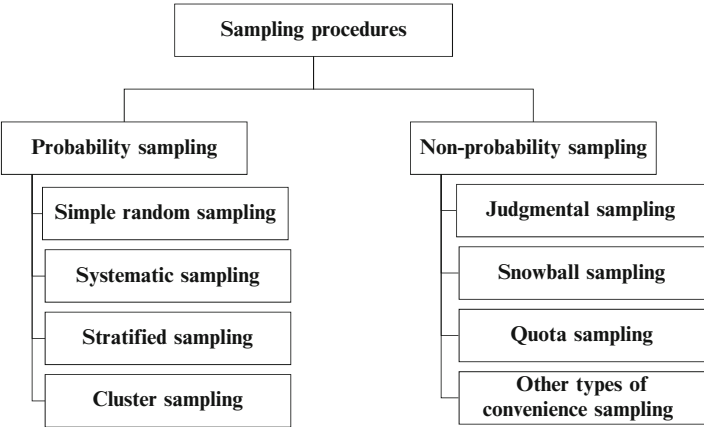 Sampling procedures
Probability sampling
Simple random sampling
Systematic sampling
Stratified sampling
Cluster sampling
Non-probability sampling
Judgmental sampling
Snowball sampling
Quota sampling
Other types of
convenience sampling